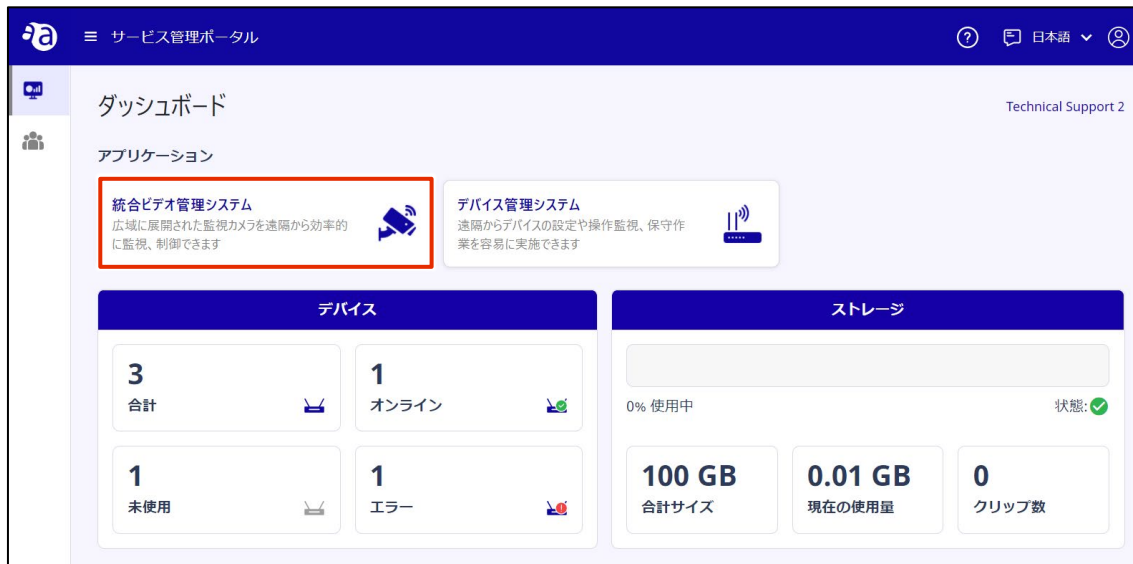 サービス管理ポータル
日本語
ダッシュボード
Technical Support 2
アプリケーション
統合ビデオ管理システム
広域に展開された監視カメラを遠隔から効率的
に監視、制御できます
デバイス管理システム
遠隔からデバイスの設定や操作監視、保守作
業を容易に実施できます
デバイス
3
合計
1
オンライン
1
未使用
1
エラー
ストレージ
0% 使用中
状態:
100 GB
合計サイズ
0.01 GB
現在の使用量
0
クリップ数